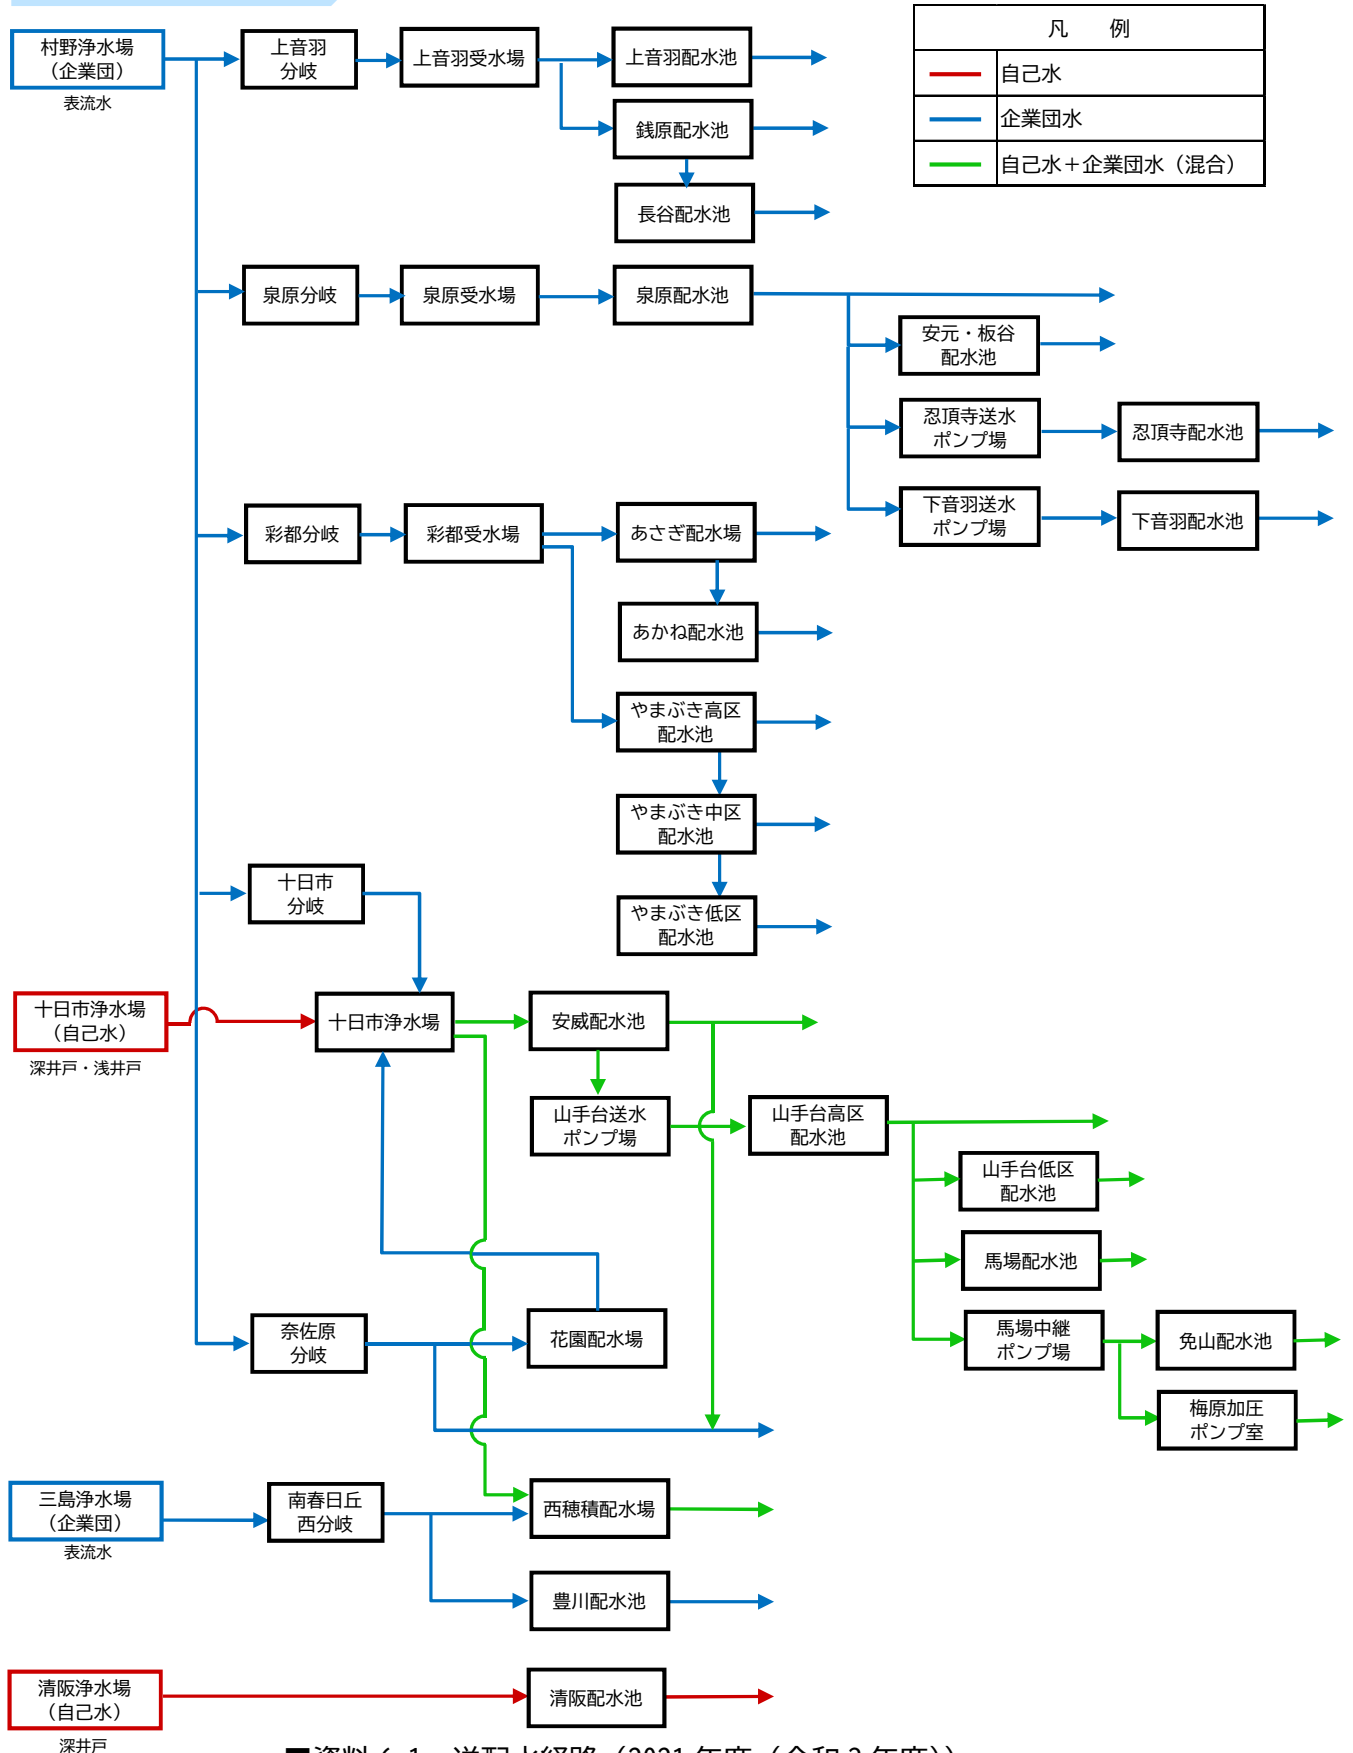 村野浄水場
（企業団）
表流水
上音羽
分岐
上音羽受水場
上音羽配水池
銭原配水池
長谷配水池
凡　例
自己水
企業団水
自己水＋企業団水（混合）
泉原分岐
泉原受水場
泉原配水池
安元・板谷
配水池
忍頂寺送水
ポンプ場
忍頂寺配水池
下音羽送水
ポンプ場
下音羽配水池
彩都分岐
彩都受水場
あさぎ配水場
あかね配水池
やまぶき高区
配水池
やまぶき中区
配水池
やまぶき低区
配水池
十日市
分岐
十日市浄水場
（自己水）
深井戸・浅井戸
十日市浄水場
安威配水池
山手台送水
ポンプ場
山手台高区
配水池
山手台低区
配水池
馬場配水池
馬場中継
ポンプ場
免山配水池
梅原加圧
ポンプ室
奈佐原
分岐
花園配水場
三島浄水場
（企業団）
表流水
南春日丘
西分岐
西穂積配水場
豊川配水池
清阪浄水場
（自己水）
深井戸
清阪配水池